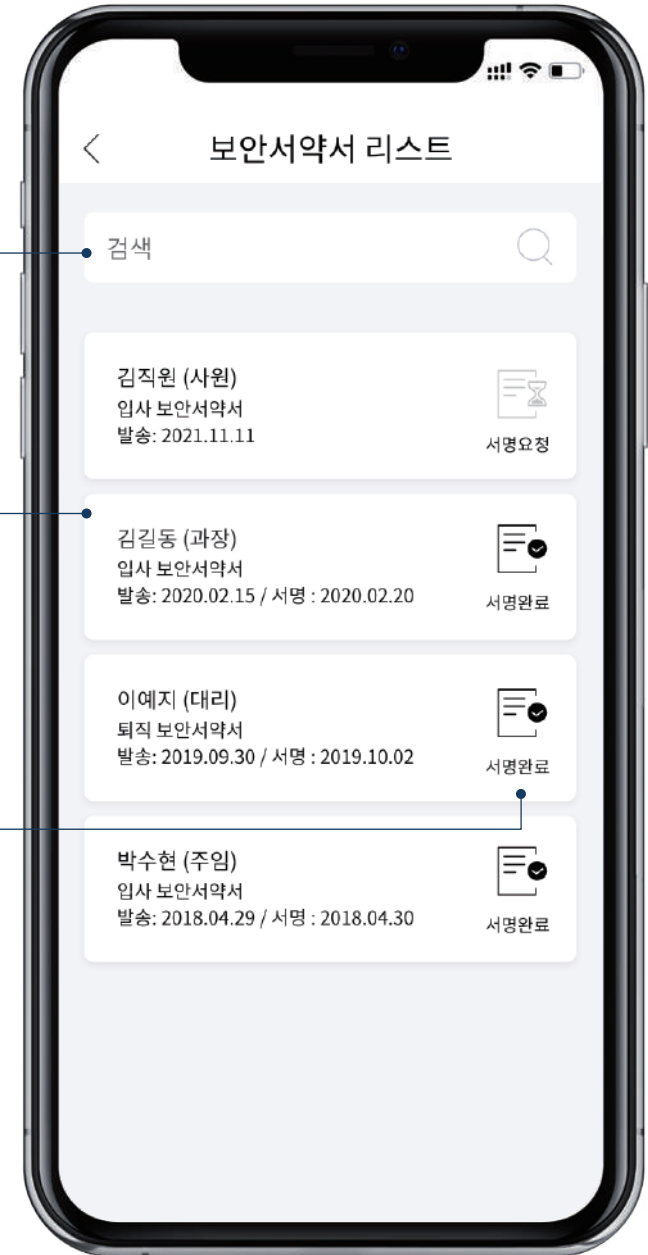 보안서약서 리스트
검색
김직원 (사원)
입사 보안서약서
발송: 2021.11.11
서명요청
김길동 (과장)
입사 보안서약서
발송: 2020.02.15 / 서명 : 2020.02.20
서명완료
이예지 (대리)
퇴직 보안서약서
발송: 2019.09.30 / 서명 : 2019.10.02
서명완료
박수현 (주임)
입사 보안서약서
발송: 2018.04.29 / 서명 : 2018.04.30
서명완료